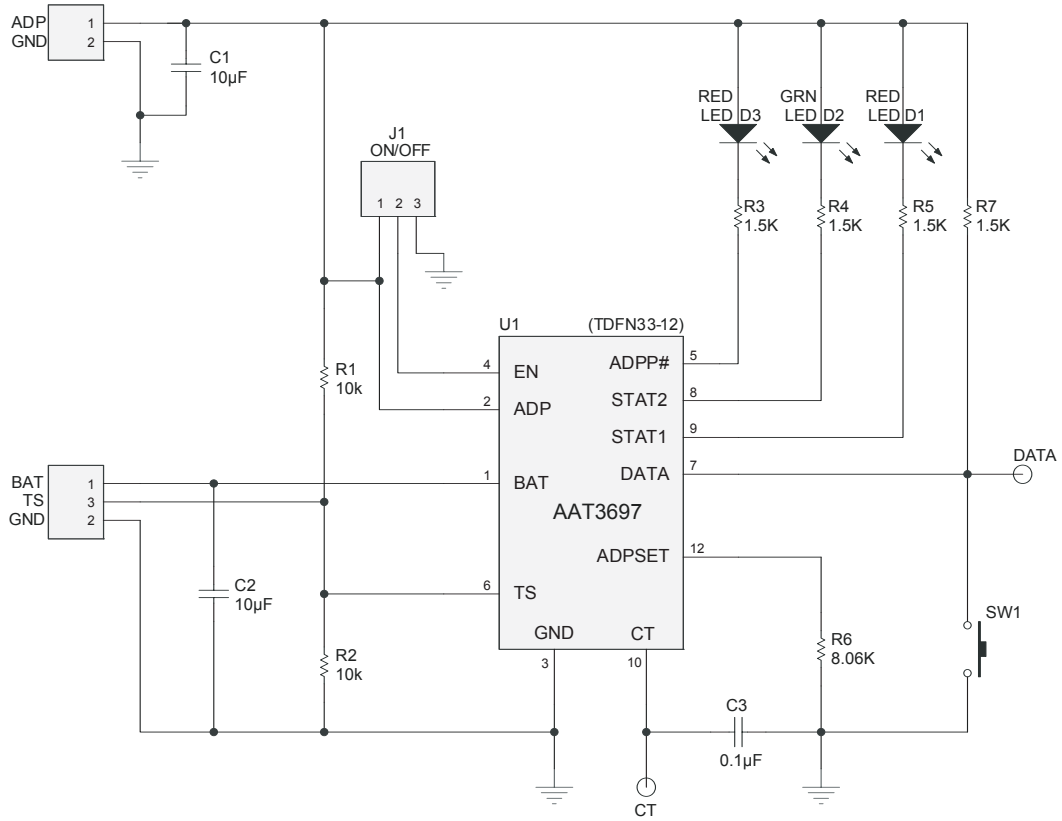 ADP 1
GND 2
C1
10µF
J1
ON/OFF
1 2 3
RED
LED D3
GRN
LED D2
RED
LED D1
R3
1.5K
R4
1.5K
R5
1.5K
R7
1.5K
U1 (TDFN33-12)
R1
10k
4 EN
2 ADP
ADPP# 5
STAT2 8
STAT1 9
DATA 7
DATA
BAT 1
TS 3
GND 2
1 BAT
AAT3697
ADPSET 12
C2
10µF
6 TS
GND CT
3 10
R2
10k
R6
8.06K
SW1
C3
0.1µF
CT